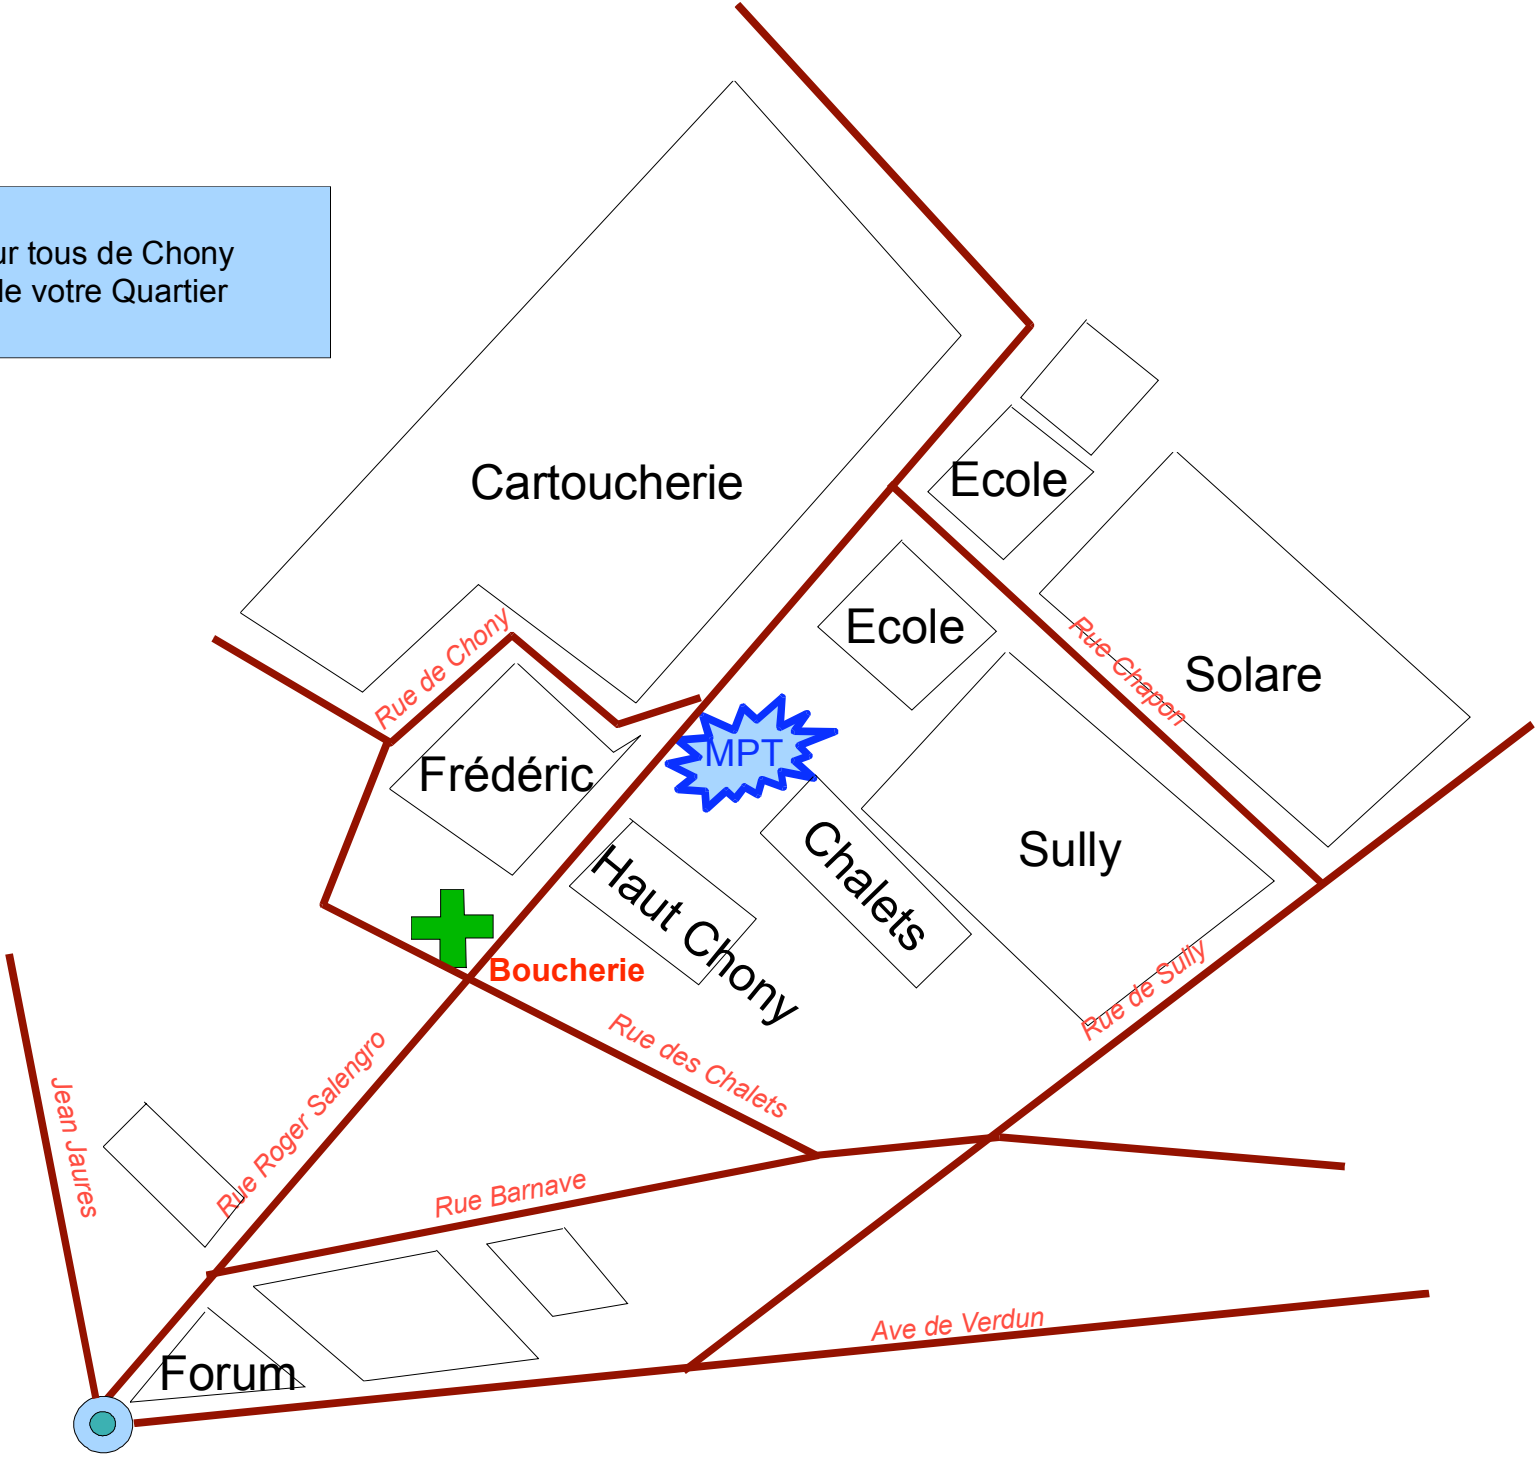 ur tous de Chony
le votre Quartier
Cartoucherie
Ecole
Ecole
Rue de Chony
Rue Chapon
Solare
MPT
Frédéric
Chalets
Sully
Haut Chony
Boucherie
Rue de Sully
Rue des Chalets
Rue Roger Salengro
Jean Jaures
Rue Barnave
Ave de Verdun
Forum